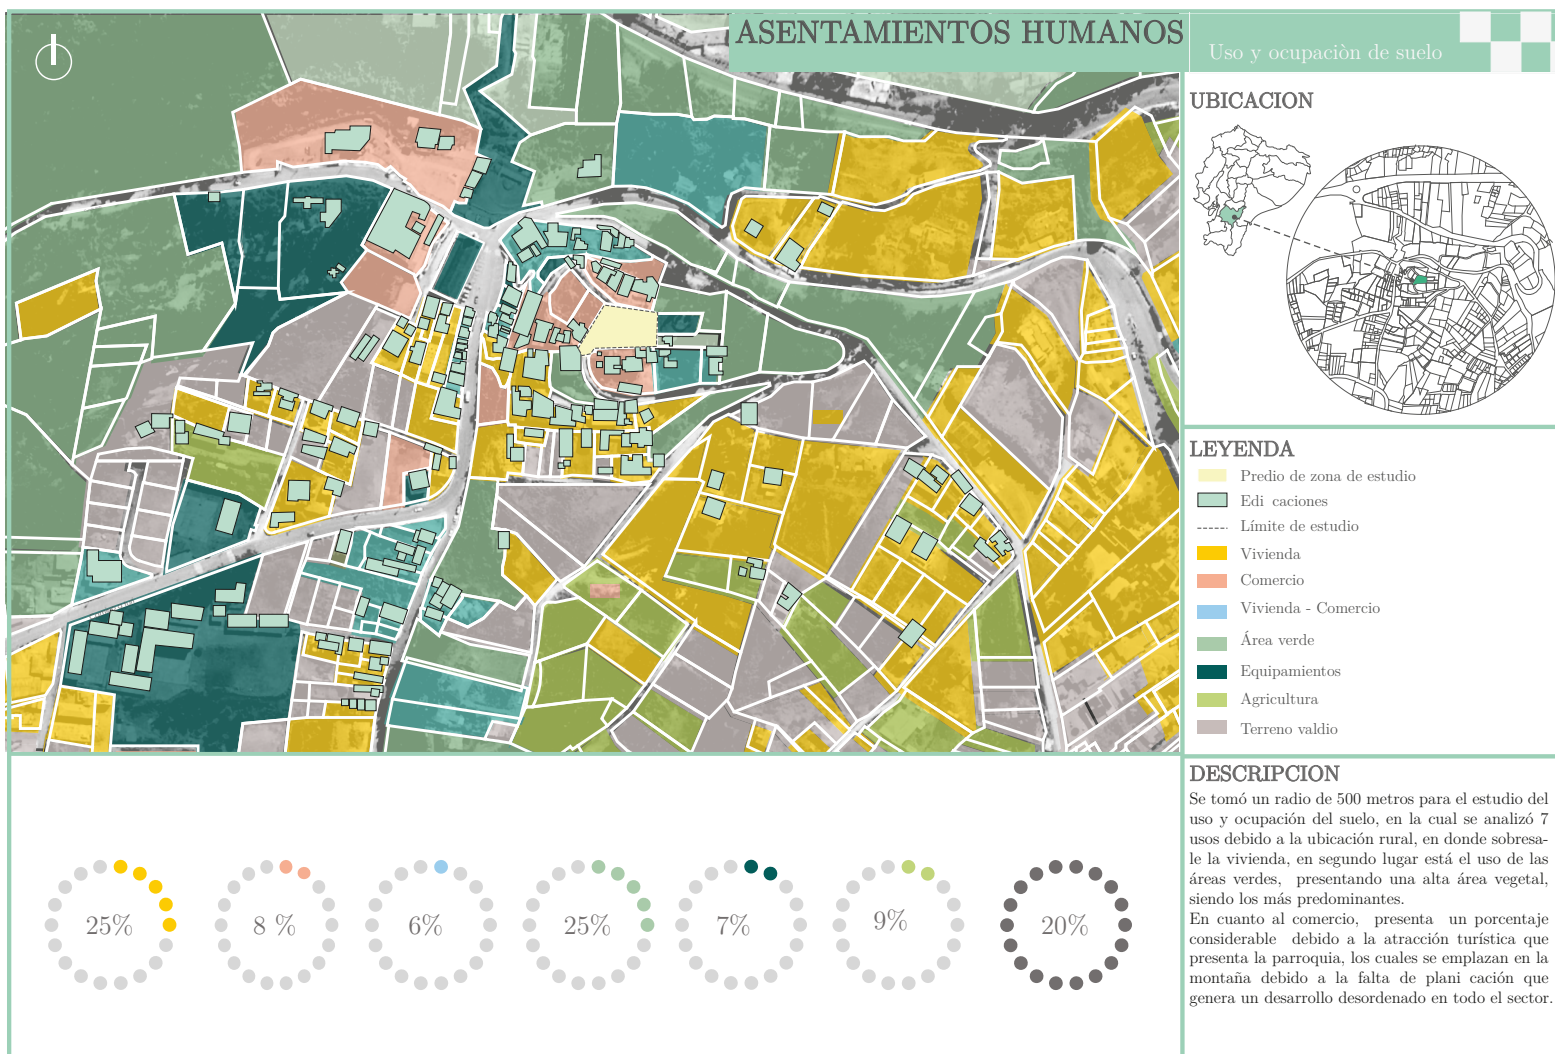 ASENTAMIENTOS HUMANOS
Uso y ocupaciòn de suelo
UBICACION
LEYENDA
Predio de zona de estudio
Edi caciones
Límite de estudio
Vivienda
Comercio
Vivienda - Comercio
Área verde
Equipamientos
Agricultura
Terreno valdio
25%
8 %
6%
25%
7%
9%
20%
DESCRIPCION
Se tomó un radio de 500 metros para el estudio del
uso y ocupación del suelo, en la cual se analizó 7
usos debido a la ubicación rural, en donde sobresa-
le la vivienda, en segundo lugar está el uso de las
áreas verdes, presentando una alta área vegetal,
siendo los más predominantes.
En cuanto al comercio, presenta un porcentaje
considerable debido a la atracción turística que
presenta la parroquia, los cuales se emplazan en la
montaña debido a la falta de plani cación que
genera un desarrollo desordenado en todo el sector.